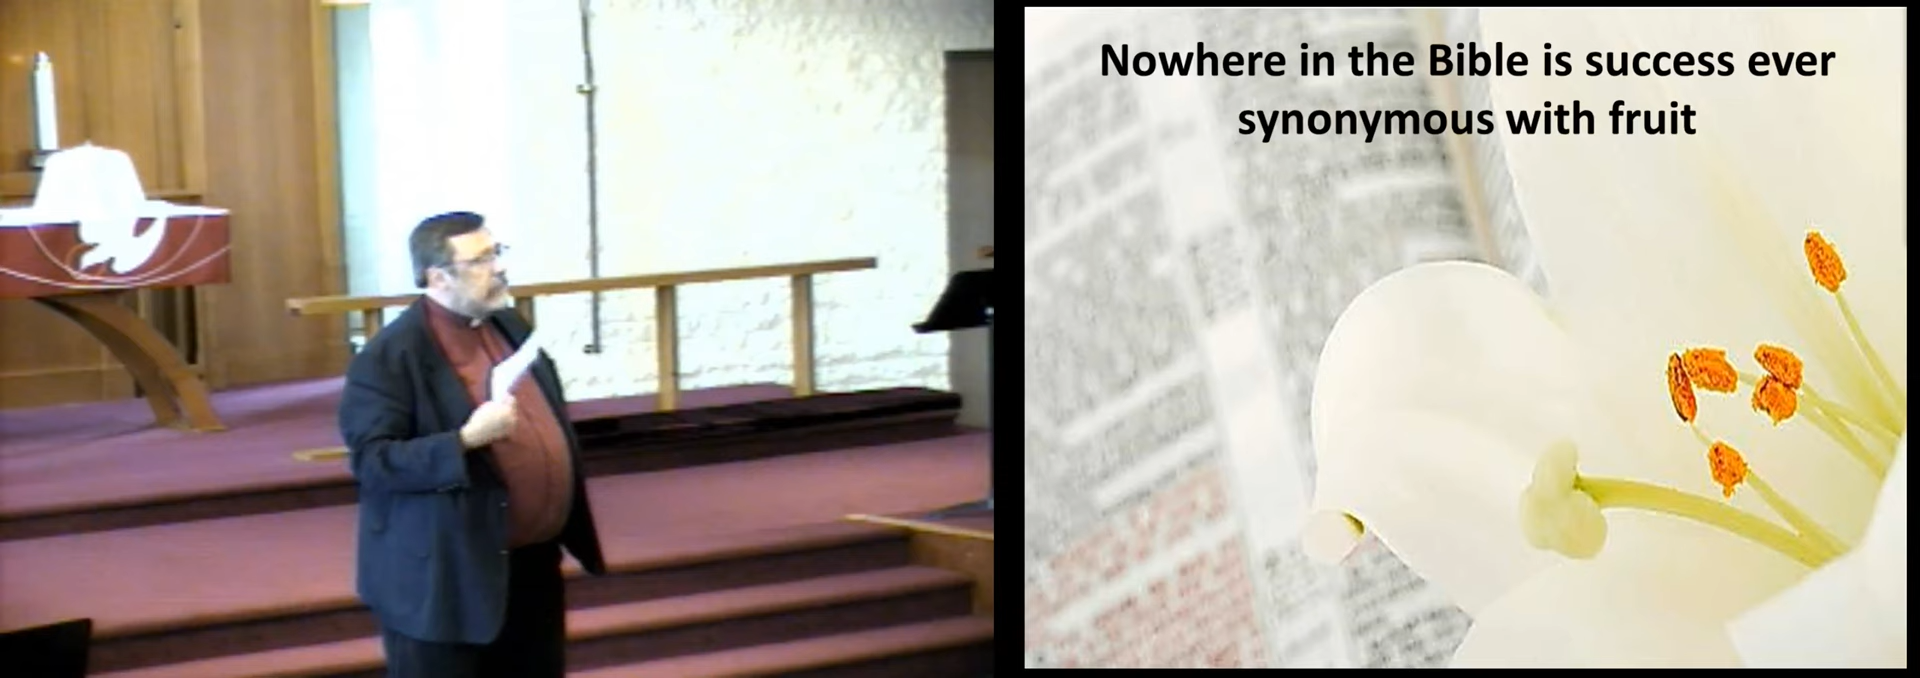 Nowhere in the Bible is success ever
synonymous with fruit